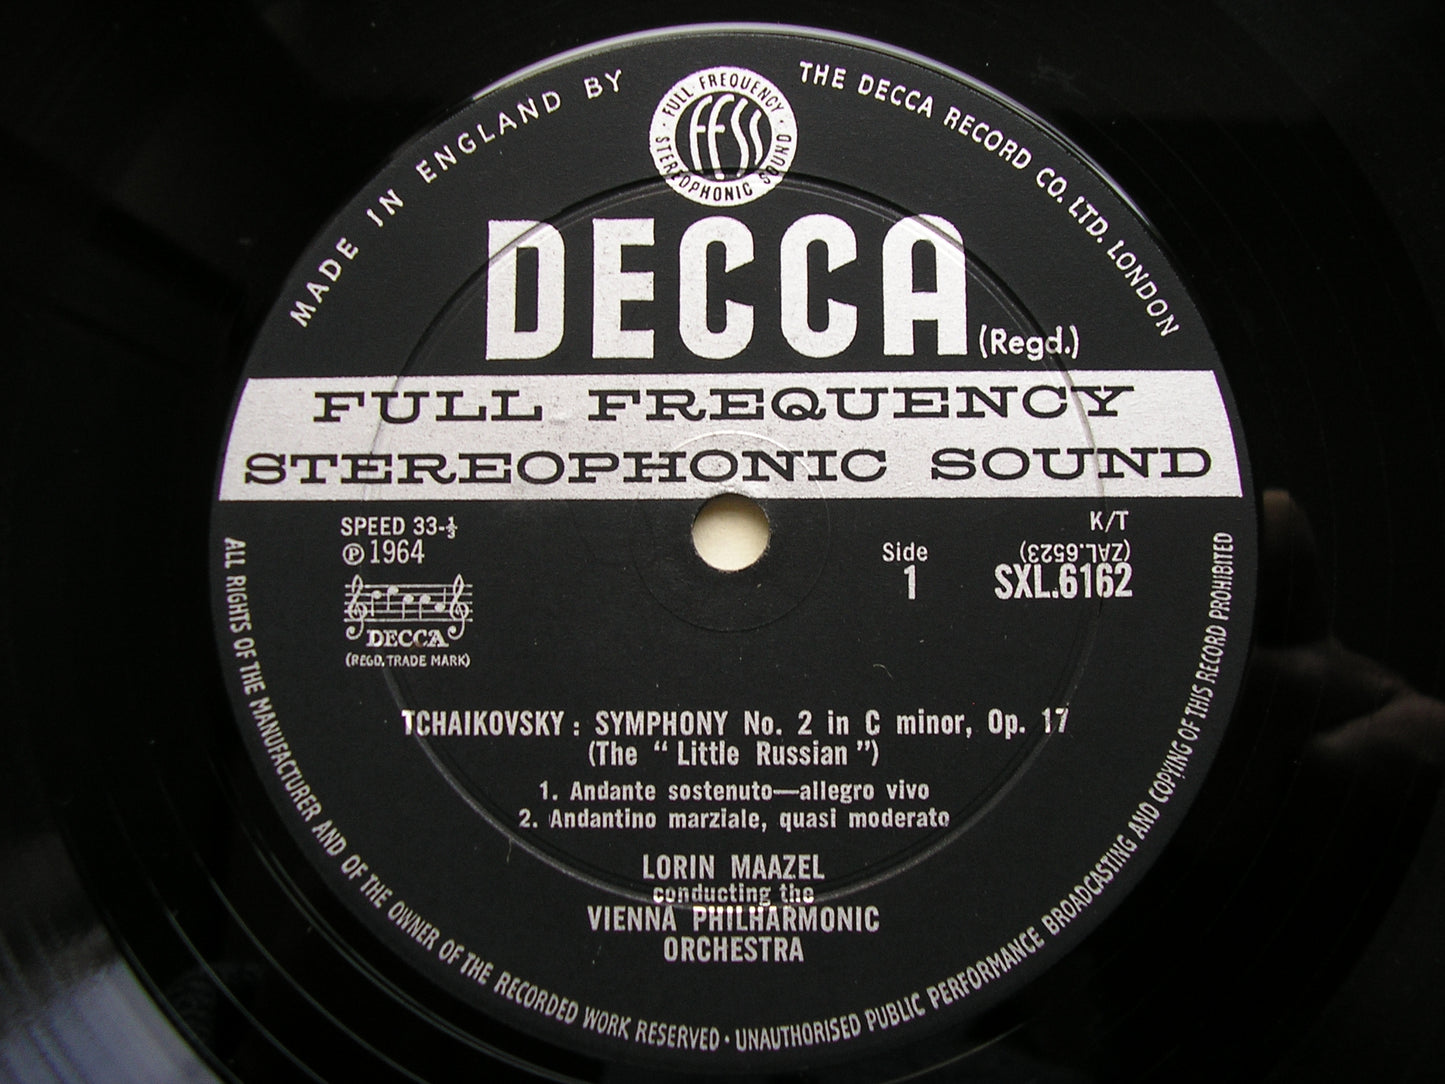 MADE IN ENGLAND BY
THE DECCA RECORD CO. LTD. LONDON
· FULL FREQUENCY ·
FFSS
STEREOPHONIC SOUND
DECCA
(Regd.)
FULL FREQUENCY
STEREOPHONIC SOUND
SPEED 33-⅓
℗ 1964
DECCA
(REGD. TRADE MARK)
Side
1
K/T
(ZAL.6523)
SXL.6162
TCHAIKOVSKY : SYMPHONY No. 2 in C minor, Op. 17
(The “ Little Russian ”)
1. Andante sostenuto—allegro vivo
2. Andantino marziale, quasi moderato
LORIN MAAZEL
conducting the
VIENNA PHILHARMONIC
ORCHESTRA
ALL RIGHTS OF THE MANUFACTURER AND OF THE OWNER OF THE RECORDED WORK RESERVED · UNAUTHORISED PUBLIC PERFORMANCE BROADCASTING AND COPYING OF THIS RECORD PROHIBITED